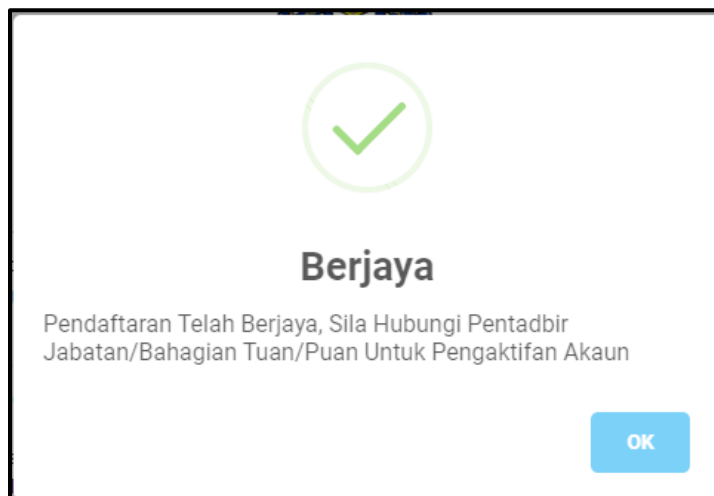 Berjaya
Pendaftaran Telah Berjaya, Sila Hubungi Pentadbir
Jabatan/Bahagian Tuan/Puan Untuk Pengaktifan Akaun
OK